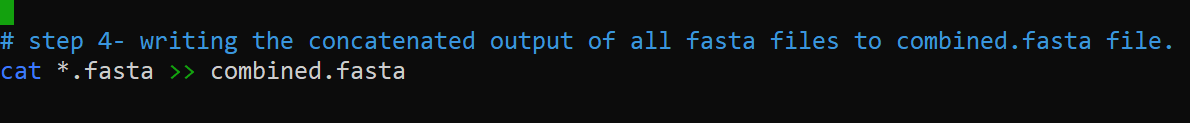 # step 4- writing the concatenated output of all fasta files to combined.fasta file.
cat *.fasta >> combined.fasta